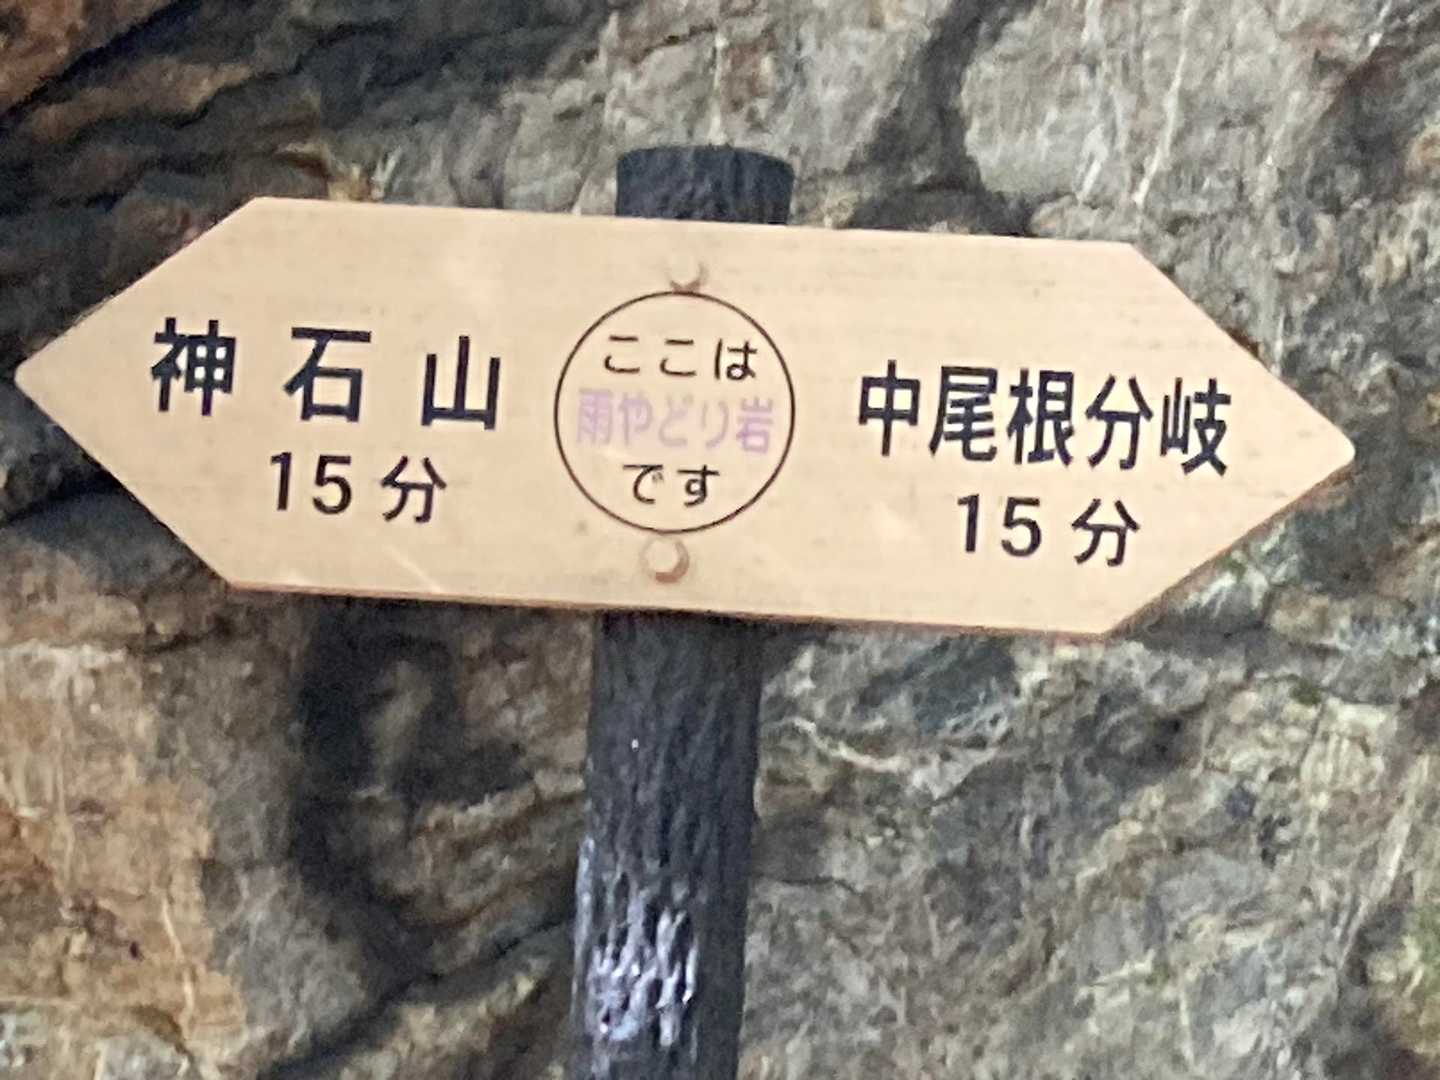 神石山
15分
ここは
雨やどり岩
です
中尾根分岐
15分